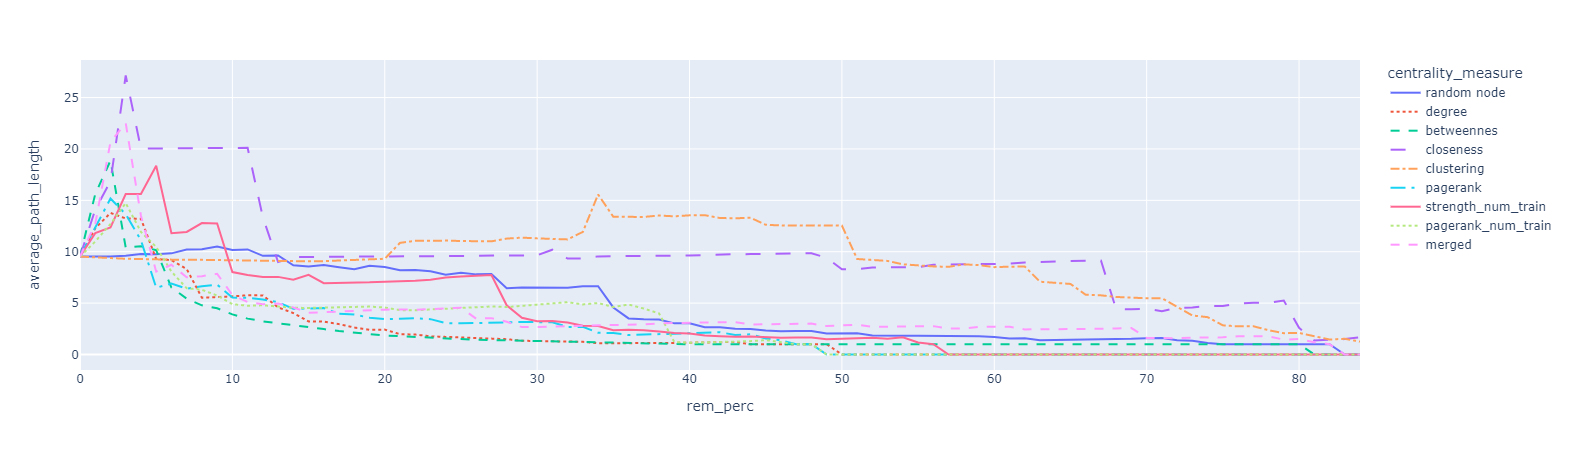 centrality_measure
random node
degree
betweennes
closeness
clustering
pagerank
strength_num_train
pagerank_num_train
merged
average_path_length
25
20
15
10
5
0
0 10 20 30 40 50 60 70 80
rem_perc